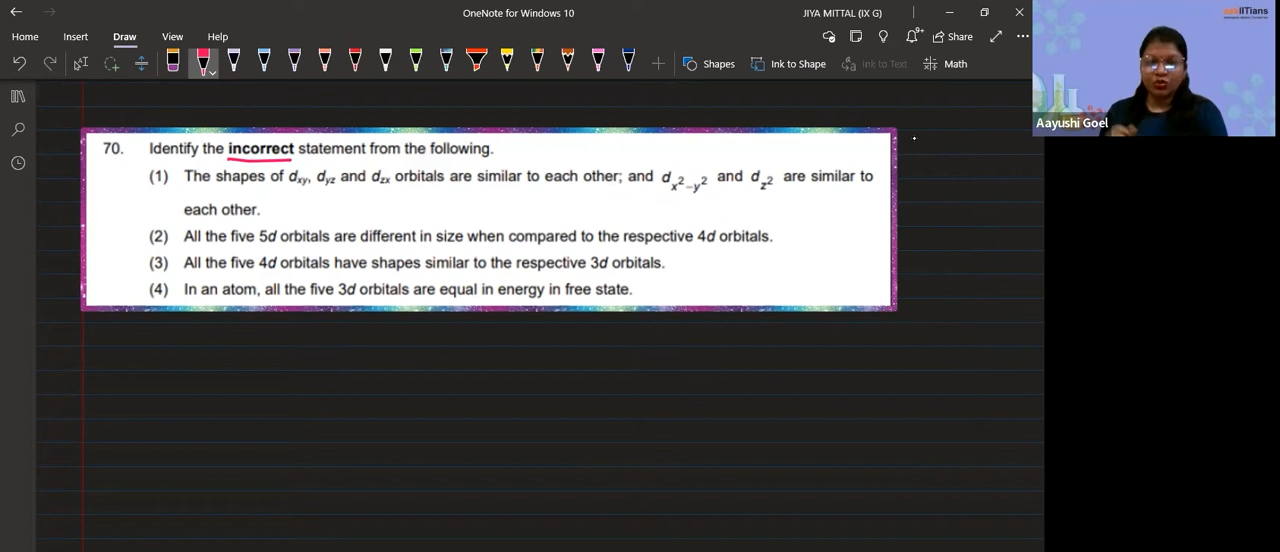 OneNote for Windows 10
JIYA MITTAL (IX G)
Home Insert Draw View Help
9+ Share
Shapes Ink to Shape Ink to Text Math
IITians
Aayushi Goel
70. Identify the incorrect statement from the following.
(1) The shapes of dxy, dyz and dzx orbitals are similar to each other; and dx²–y² and dz² are similar to
each other.
(2) All the five 5d orbitals are different in size when compared to the respective 4d orbitals.
(3) All the five 4d orbitals have shapes similar to the respective 3d orbitals.
(4) In an atom, all the five 3d orbitals are equal in energy in free state.